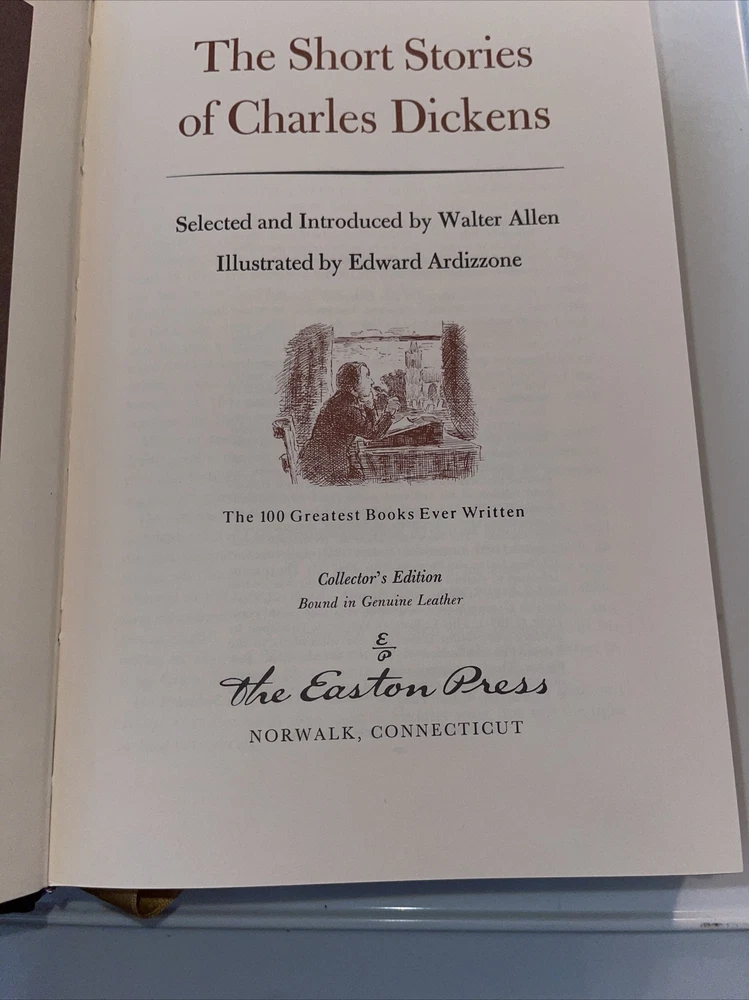 The Short Stories
of Charles Dickens
Selected and Introduced by Walter Allen
Illustrated by Edward Ardizzone
The 100 Greatest Books Ever Written
Collector's Edition
Bound in Genuine Leather
E
P
The Easton Press
NORWALK, CONNECTICUT